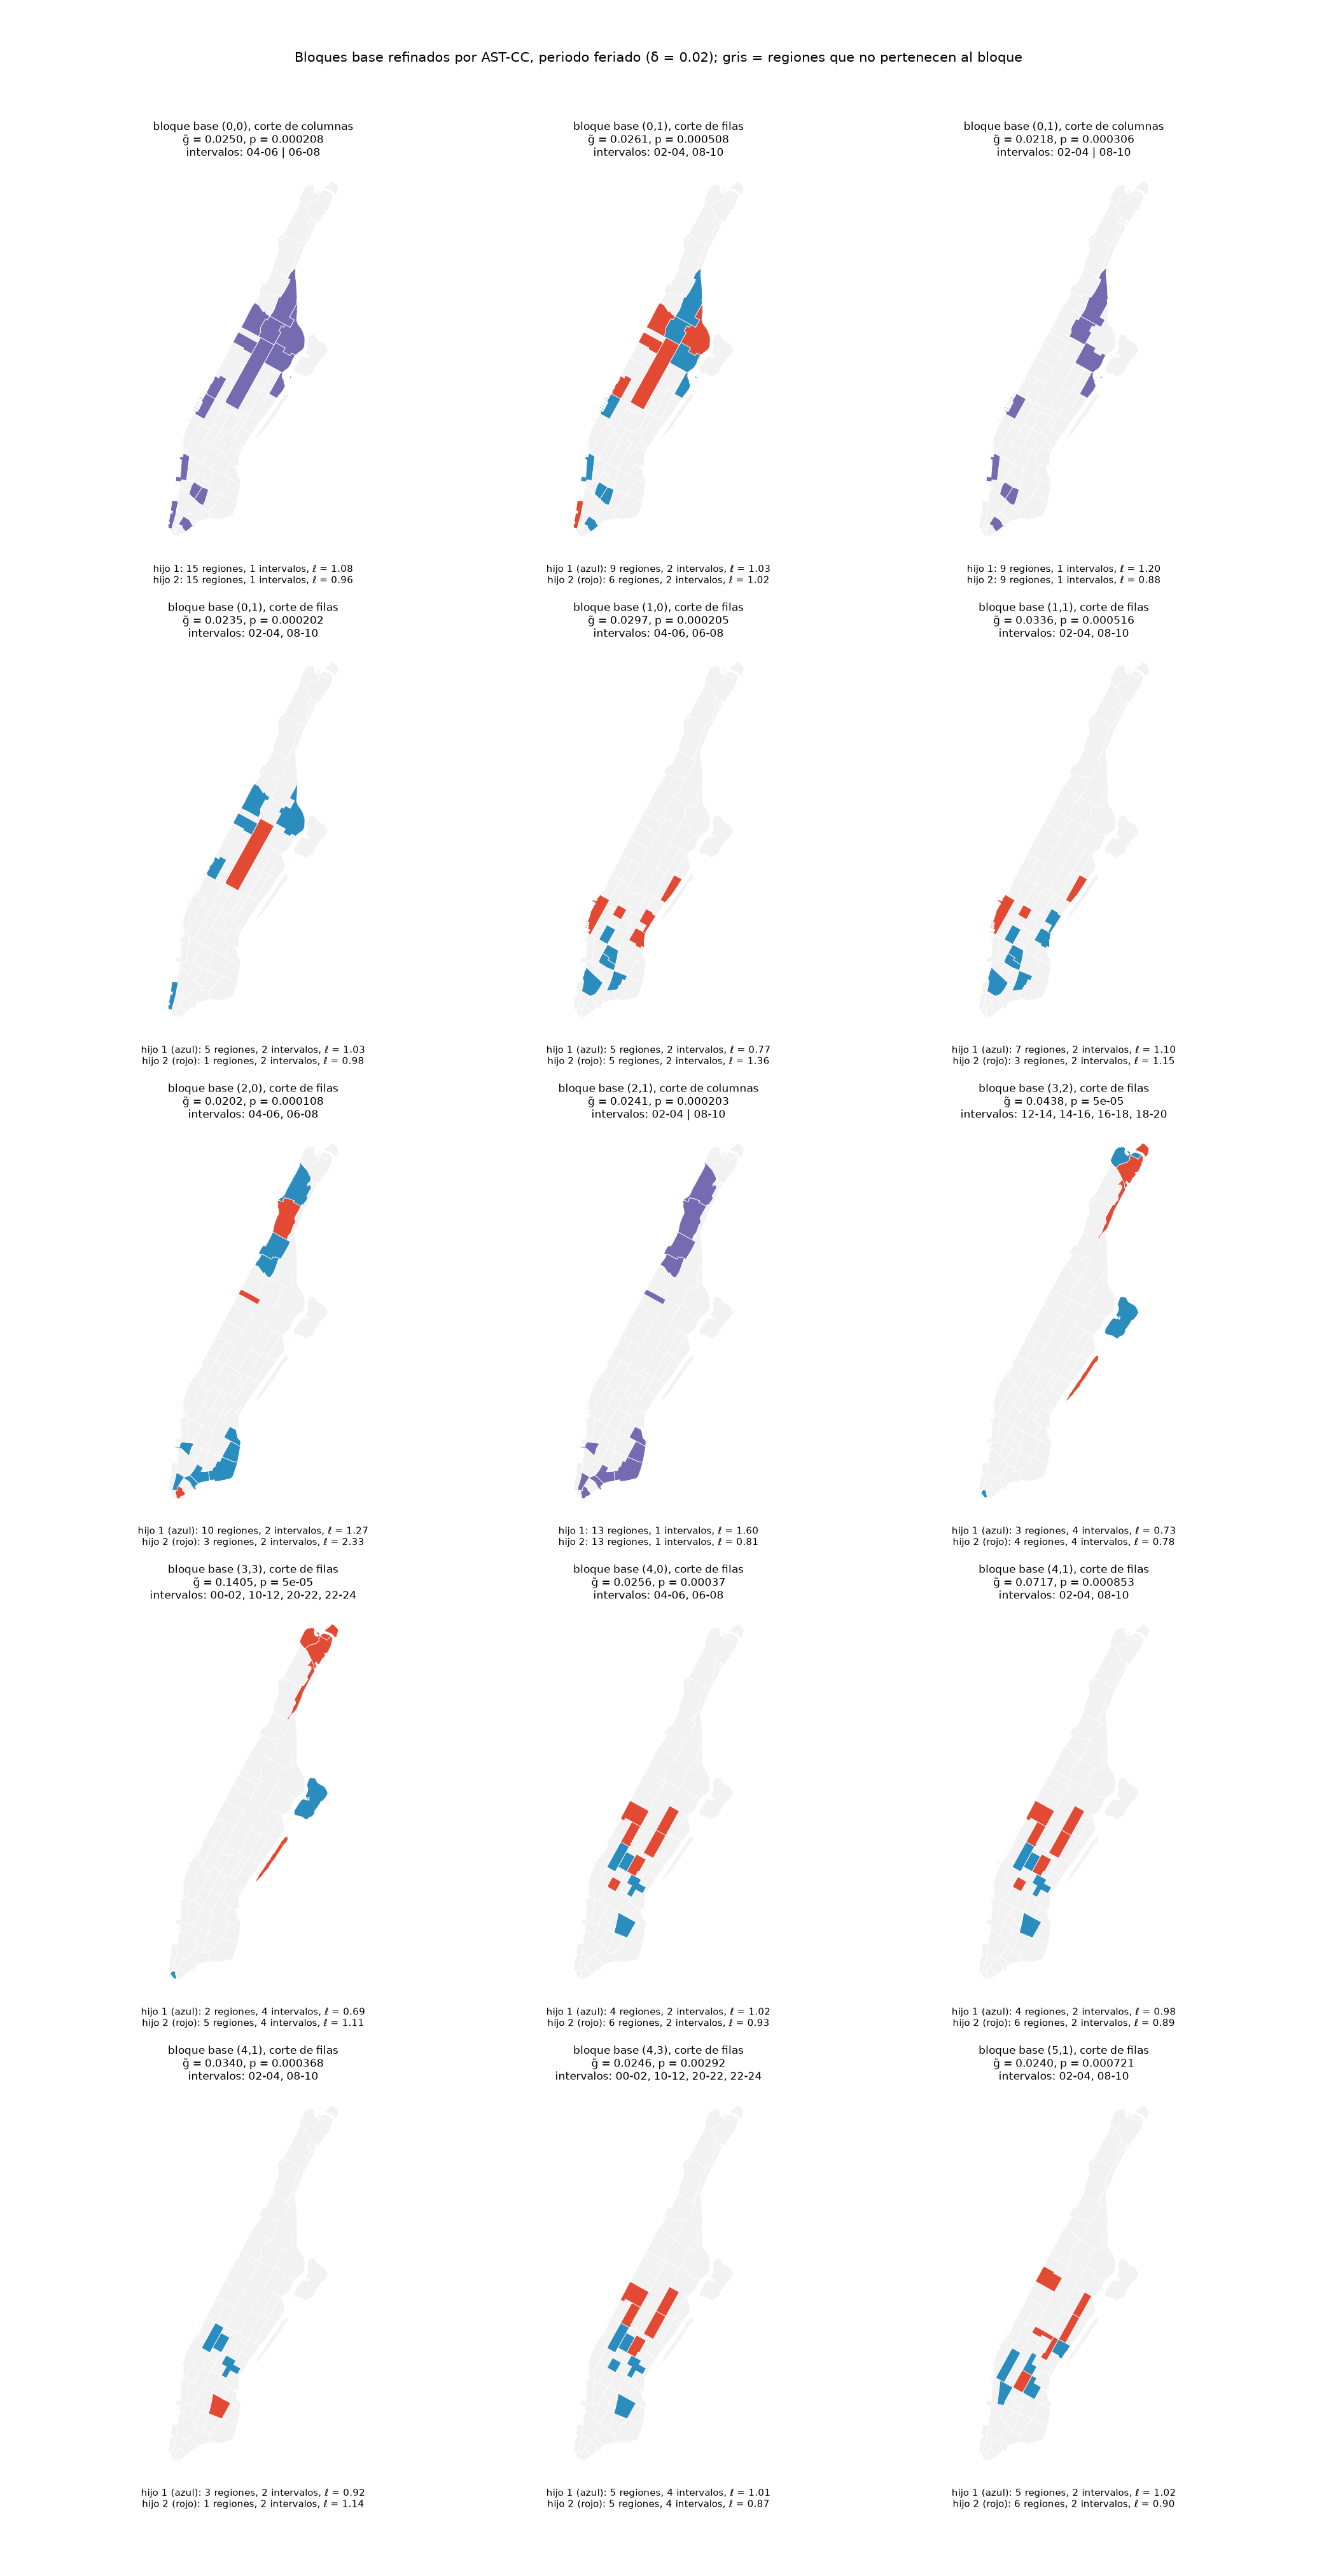 Bloques base refinados por AST-CC, periodo feriado (δ = 0.02); gris = regiones que no pertenecen al bloque
bloque base (0,0), corte de columnas
g̃ = 0.0250, p = 0.000208
intervalos: 04-06 | 06-08
hijo 1: 15 regiones, 1 intervalos, ℓ = 1.08
hijo 2: 15 regiones, 1 intervalos, ℓ = 0.96
bloque base (0,1), corte de filas
g̃ = 0.0261, p = 0.000508
intervalos: 02-04, 08-10
hijo 1 (azul): 9 regiones, 2 intervalos, ℓ = 1.03
hijo 2 (rojo): 6 regiones, 2 intervalos, ℓ = 1.02
bloque base (0,1), corte de columnas
g̃ = 0.0218, p = 0.000306
intervalos: 02-04 | 08-10
hijo 1: 9 regiones, 1 intervalos, ℓ = 1.20
hijo 2: 9 regiones, 1 intervalos, ℓ = 0.88
bloque base (0,1), corte de filas
g̃ = 0.0235, p = 0.000202
intervalos: 02-04, 08-10
hijo 1 (azul): 5 regiones, 2 intervalos, ℓ = 1.03
hijo 2 (rojo): 1 regiones, 2 intervalos, ℓ = 0.98
bloque base (1,0), corte de filas
g̃ = 0.0297, p = 0.000205
intervalos: 04-06, 06-08
hijo 1 (azul): 5 regiones, 2 intervalos, ℓ = 0.77
hijo 2 (rojo): 5 regiones, 2 intervalos, ℓ = 1.36
bloque base (1,1), corte de filas
g̃ = 0.0336, p = 0.000516
intervalos: 02-04, 08-10
hijo 1 (azul): 7 regiones, 2 intervalos, ℓ = 1.10
hijo 2 (rojo): 3 regiones, 2 intervalos, ℓ = 1.15
bloque base (2,0), corte de filas
g̃ = 0.0202, p = 0.000108
intervalos: 04-06, 06-08
hijo 1 (azul): 10 regiones, 2 intervalos, ℓ = 1.27
hijo 2 (rojo): 3 regiones, 2 intervalos, ℓ = 2.33
bloque base (2,1), corte de columnas
g̃ = 0.0241, p = 0.000203
intervalos: 02-04 | 08-10
hijo 1: 13 regiones, 1 intervalos, ℓ = 1.60
hijo 2: 13 regiones, 1 intervalos, ℓ = 0.81
bloque base (3,2), corte de filas
g̃ = 0.0438, p = 5e-05
intervalos: 12-14, 14-16, 16-18, 18-20
hijo 1 (azul): 3 regiones, 4 intervalos, ℓ = 0.73
hijo 2 (rojo): 4 regiones, 4 intervalos, ℓ = 0.78
bloque base (3,3), corte de filas
g̃ = 0.1405, p = 5e-05
intervalos: 00-02, 10-12, 20-22, 22-24
hijo 1 (azul): 2 regiones, 4 intervalos, ℓ = 0.69
hijo 2 (rojo): 5 regiones, 4 intervalos, ℓ = 1.11
bloque base (4,0), corte de filas
g̃ = 0.0256, p = 0.00037
intervalos: 04-06, 06-08
hijo 1 (azul): 4 regiones, 2 intervalos, ℓ = 1.02
hijo 2 (rojo): 6 regiones, 2 intervalos, ℓ = 0.93
bloque base (4,1), corte de filas
g̃ = 0.0717, p = 0.000853
intervalos: 02-04, 08-10
hijo 1 (azul): 4 regiones, 2 intervalos, ℓ = 0.98
hijo 2 (rojo): 6 regiones, 2 intervalos, ℓ = 0.89
bloque base (4,1), corte de filas
g̃ = 0.0340, p = 0.000368
intervalos: 02-04, 08-10
hijo 1 (azul): 3 regiones, 2 intervalos, ℓ = 0.92
hijo 2 (rojo): 1 regiones, 2 intervalos, ℓ = 1.14
bloque base (4,3), corte de filas
g̃ = 0.0246, p = 0.00292
intervalos: 00-02, 10-12, 20-22, 22-24
hijo 1 (azul): 5 regiones, 4 intervalos, ℓ = 1.01
hijo 2 (rojo): 5 regiones, 4 intervalos, ℓ = 0.87
bloque base (5,1), corte de filas
g̃ = 0.0240, p = 0.000721
intervalos: 02-04, 08-10
hijo 1 (azul): 5 regiones, 2 intervalos, ℓ = 1.02
hijo 2 (rojo): 6 regiones, 2 intervalos, ℓ = 0.90